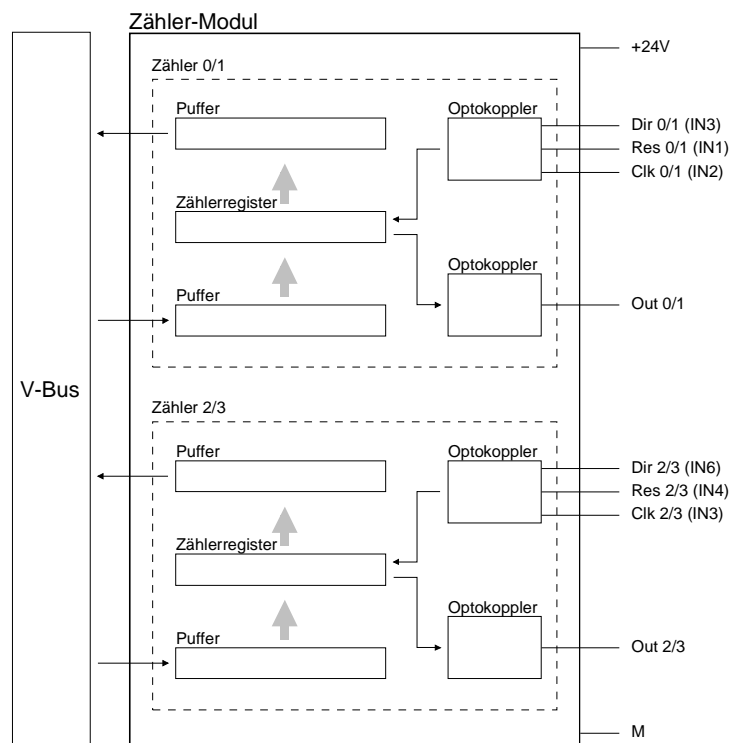 Zähler-Modul
+24V
Zähler 0/1
Puffer
Optokoppler
Dir 0/1 (IN3)
Res 0/1 (IN1)
Clk 0/1 (IN2)
Zählerregister
Optokoppler
Puffer
Out 0/1
V-Bus
Zähler 2/3
Puffer
Optokoppler
Dir 2/3 (IN6)
Res 2/3 (IN4)
Clk 2/3 (IN3)
Zählerregister
Optokoppler
Puffer
Out 2/3
M